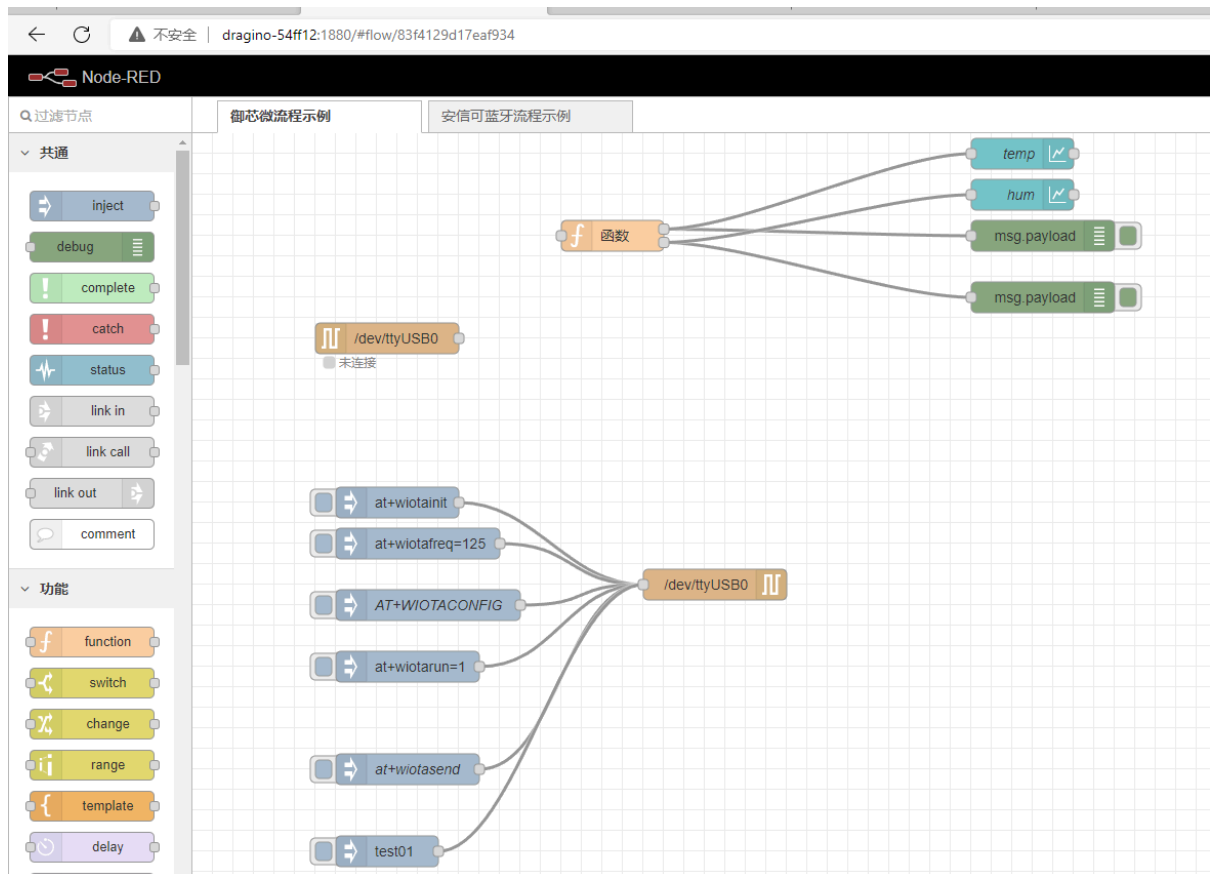 不安全 | dragino-54ff12:1880/#flow/83f4129d17eaf934
Node-RED
过滤节点
御芯微流程示例
安信可蓝牙流程示例
共通
inject
debug
complete
catch
status
link in
link call
link out
comment
功能
function
switch
change
range
template
delay
temp
hum
函数
msg.payload
msg.payload
/dev/ttyUSB0
未连接
at+wiotainit
at+wiotafreq=125
/dev/ttyUSB0
AT+WIOTACONFIG
at+wiotarun=1
at+wiotasend
test01